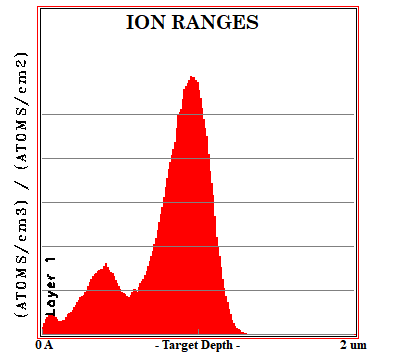 ION RANGES
(ATOMS/cm3) / (ATOMS/cm2)
Layer 1
0 A
- Target Depth -
2 um